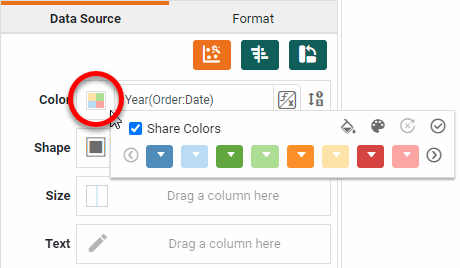 Data Source
Format
Color
Year(Order:Date)
Share Colors
Shape
Size
Drag a column here
Text
Drag a column here